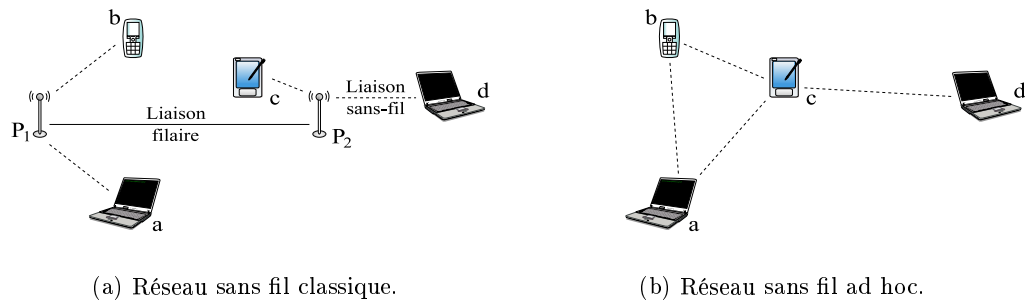 b
c
d
Liaison
sans-fil
Liaison
filaire
P1
P2
a
(a) Réseau sans fil classique.
b
c
d
a
(b) Réseau sans fil ad hoc.